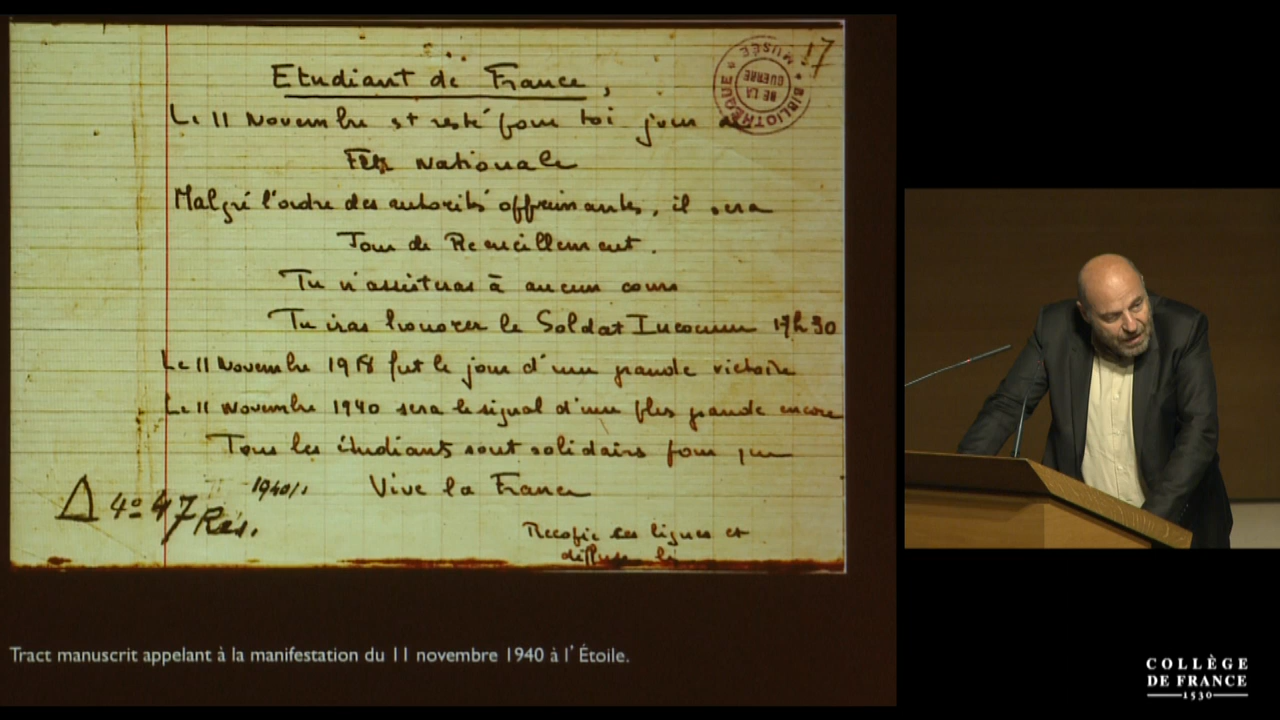 17
BIBLIOTHÈQUE * MUSÉE *
DE LA
GUERRE
Etudiant de France,
Le 11 Novembre est resté pour toi jour de
Fête Nationale
Malgré l'ordre des autorités opprimantes, il sera
Jour de Recueillement.
Tu n'assisteras à aucun cours
Tu iras honorer le Soldat Inconnu 17h30
Le 11 Novembre 1918 fut le jour d'une grande victoire
Le 11 Novembre 1940 sera le signal d'une plus grande encore
Tous les étudiants sont solidaires pour que
Vive la France
1940/1
Δ 4º 47 Rés.
Recopie ces lignes et
diffuse les
Tract manuscrit appelant à la manifestation du 11 novembre 1940 à l'Étoile.
COLLÈGE
DE FRANCE
1530